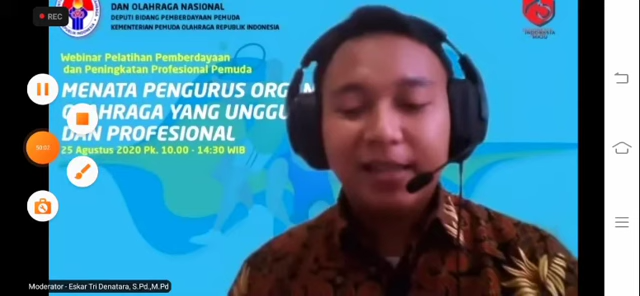 REC
DAN OLAHRAGA NASIONAL
DEPUTI BIDANG PEMBERDAYAAN PEMUDA
KEMENTERIAN PEMUDA OLAHRAGA REPUBLIK INDONESIA
Webinar Pelatihan Pemberdayaan
dan Peningkatan Profesional Pemuda
MENATA PENGURUS ORG
OLAHRAGA YANG UNGGU
DAN PROFESIONAL
25 Agustus 2020 Pk. 10.00 - 14:30 WIB
Moderator - Eskar Tri Denatara, S.Pd.,M.Pd